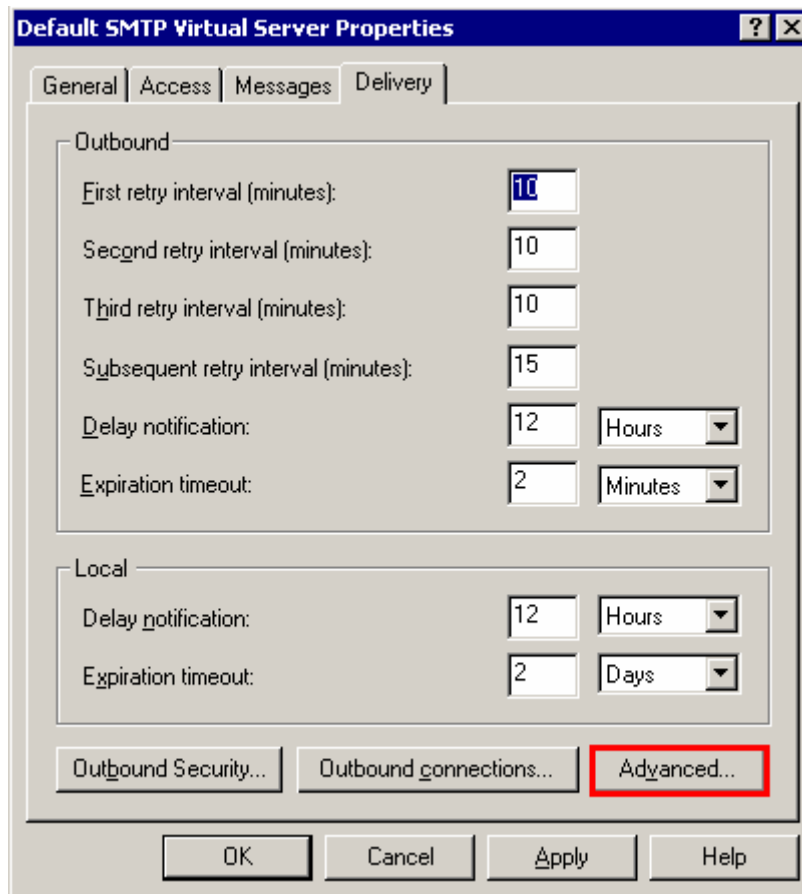 Default SMTP Virtual Server Properties
General Access Messages Delivery
Outbound
First retry interval (minutes): 10
Second retry interval (minutes): 10
Third retry interval (minutes): 10
Subsequent retry interval (minutes): 15
Delay notification: 12 Hours
Expiration timeout: 2 Minutes
Local
Delay notification: 12 Hours
Expiration timeout: 2 Days
Outbound Security... Outbound connections... Advanced...
OK Cancel Apply Help